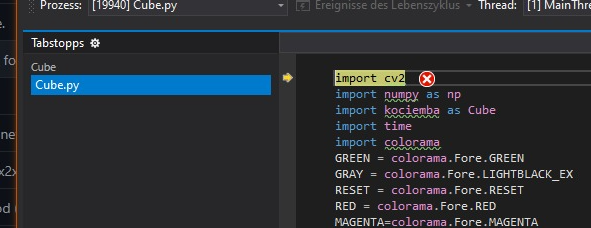 Prozess: [19940] Cube.py Ereignisse des Lebenszyklus Thread: [1] MainThre
Tabstopps
Cube
Cube.py
e.
fo
ne
x2x
od
import cv2
import numpy as np
import kociemba as Cube
import time
import colorama
GREEN = colorama.Fore.GREEN
GRAY = colorama.Fore.LIGHTBLACK_EX
RESET = colorama.Fore.RESET
RED = colorama.Fore.RED
MAGENTA=colorama.Fore.MAGENTA